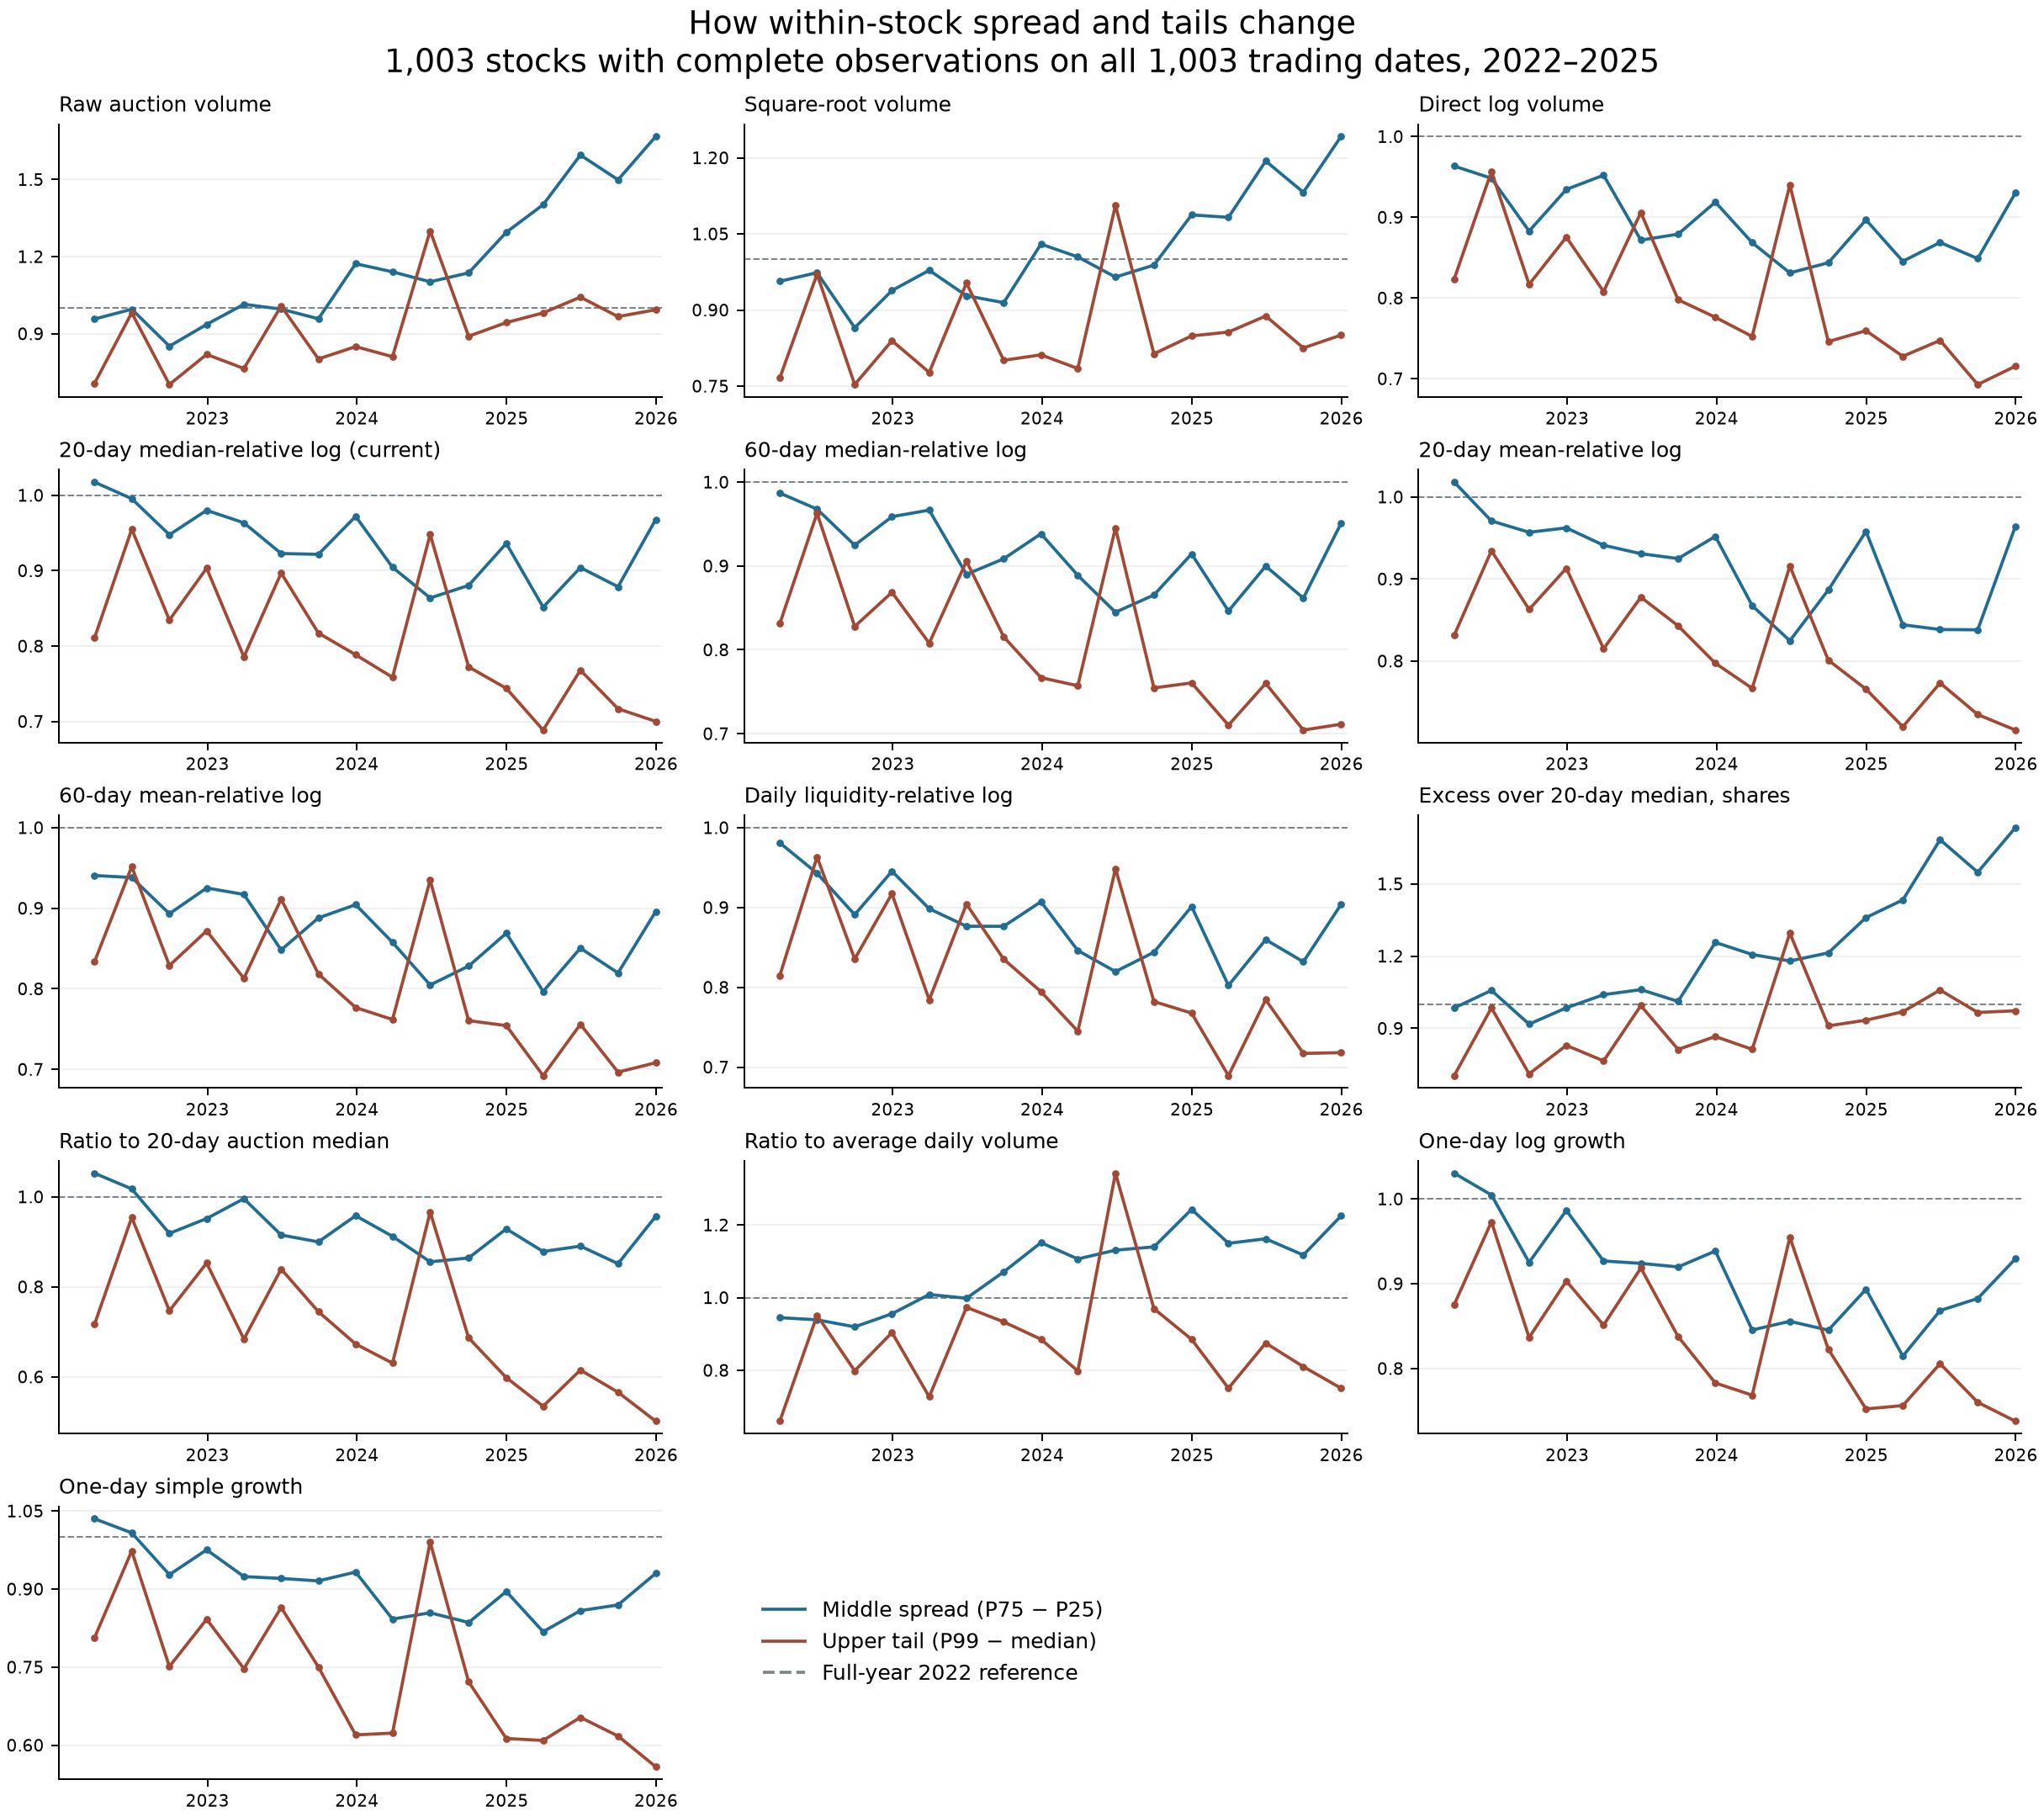 How within-stock spread and tails change
1,003 stocks with complete observations on all 1,003 trading dates, 2022–2025
Raw auction volume
1.5
1.2
0.9
2023 2024 2025 2026
Square-root volume
1.20
1.05
0.90
0.75
2023 2024 2025 2026
Direct log volume
1.0
0.9
0.8
0.7
2023 2024 2025 2026
20-day median-relative log (current)
1.0
0.9
0.8
0.7
2023 2024 2025 2026
60-day median-relative log
1.0
0.9
0.8
0.7
2023 2024 2025 2026
20-day mean-relative log
1.0
0.9
0.8
2023 2024 2025 2026
60-day mean-relative log
1.0
0.9
0.8
0.7
2023 2024 2025 2026
Daily liquidity-relative log
1.0
0.9
0.8
0.7
2023 2024 2025 2026
Excess over 20-day median, shares
1.5
1.2
0.9
2023 2024 2025 2026
Ratio to 20-day auction median
1.0
0.8
0.6
2023 2024 2025 2026
Ratio to average daily volume
1.2
1.0
0.8
2023 2024 2025 2026
One-day log growth
1.0
0.9
0.8
2023 2024 2025 2026
One-day simple growth
1.05
0.90
0.75
0.60
2023 2024 2025 2026
Middle spread (P75 − P25)
Upper tail (P99 − median)
Full-year 2022 reference